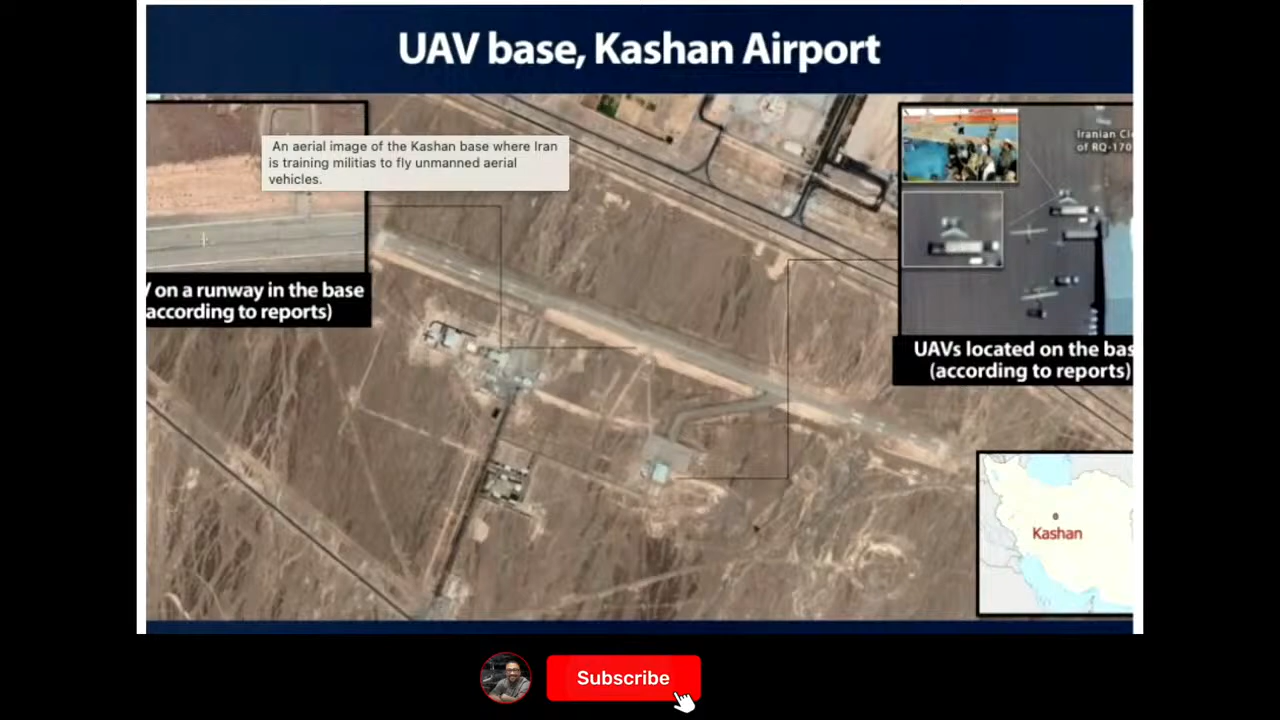 UAV base, Kashan Airport
An aerial image of the Kashan base where Iran
is training militias to fly unmanned aerial
vehicles.
on a runway in the base
according to reports)
Iranian
of RQ-170
UAVs located on the
(according to reports)
Kashan
Subscribe